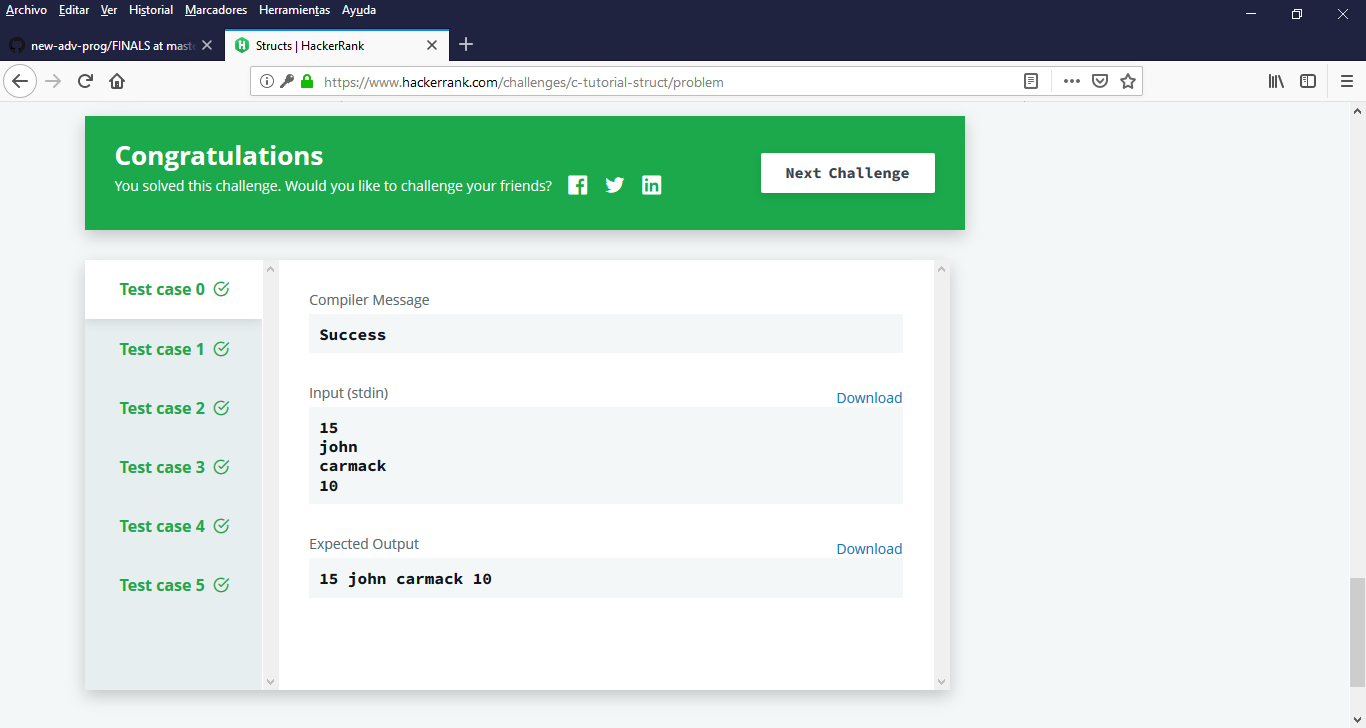 Archivo Editar Ver Historial Marcadores Herramientas Ayuda
new-adv-prog/FINALS at mast
Structs | HackerRank
https://www.hackerrank.com/challenges/c-tutorial-struct/problem
Congratulations
You solved this challenge. Would you like to challenge your friends?
Next Challenge
Test case 0
Test case 1
Test case 2
Test case 3
Test case 4
Test case 5
Compiler Message
Success
Input (stdin)
Download
15
john
carmack
10
Expected Output
Download
15 john carmack 10